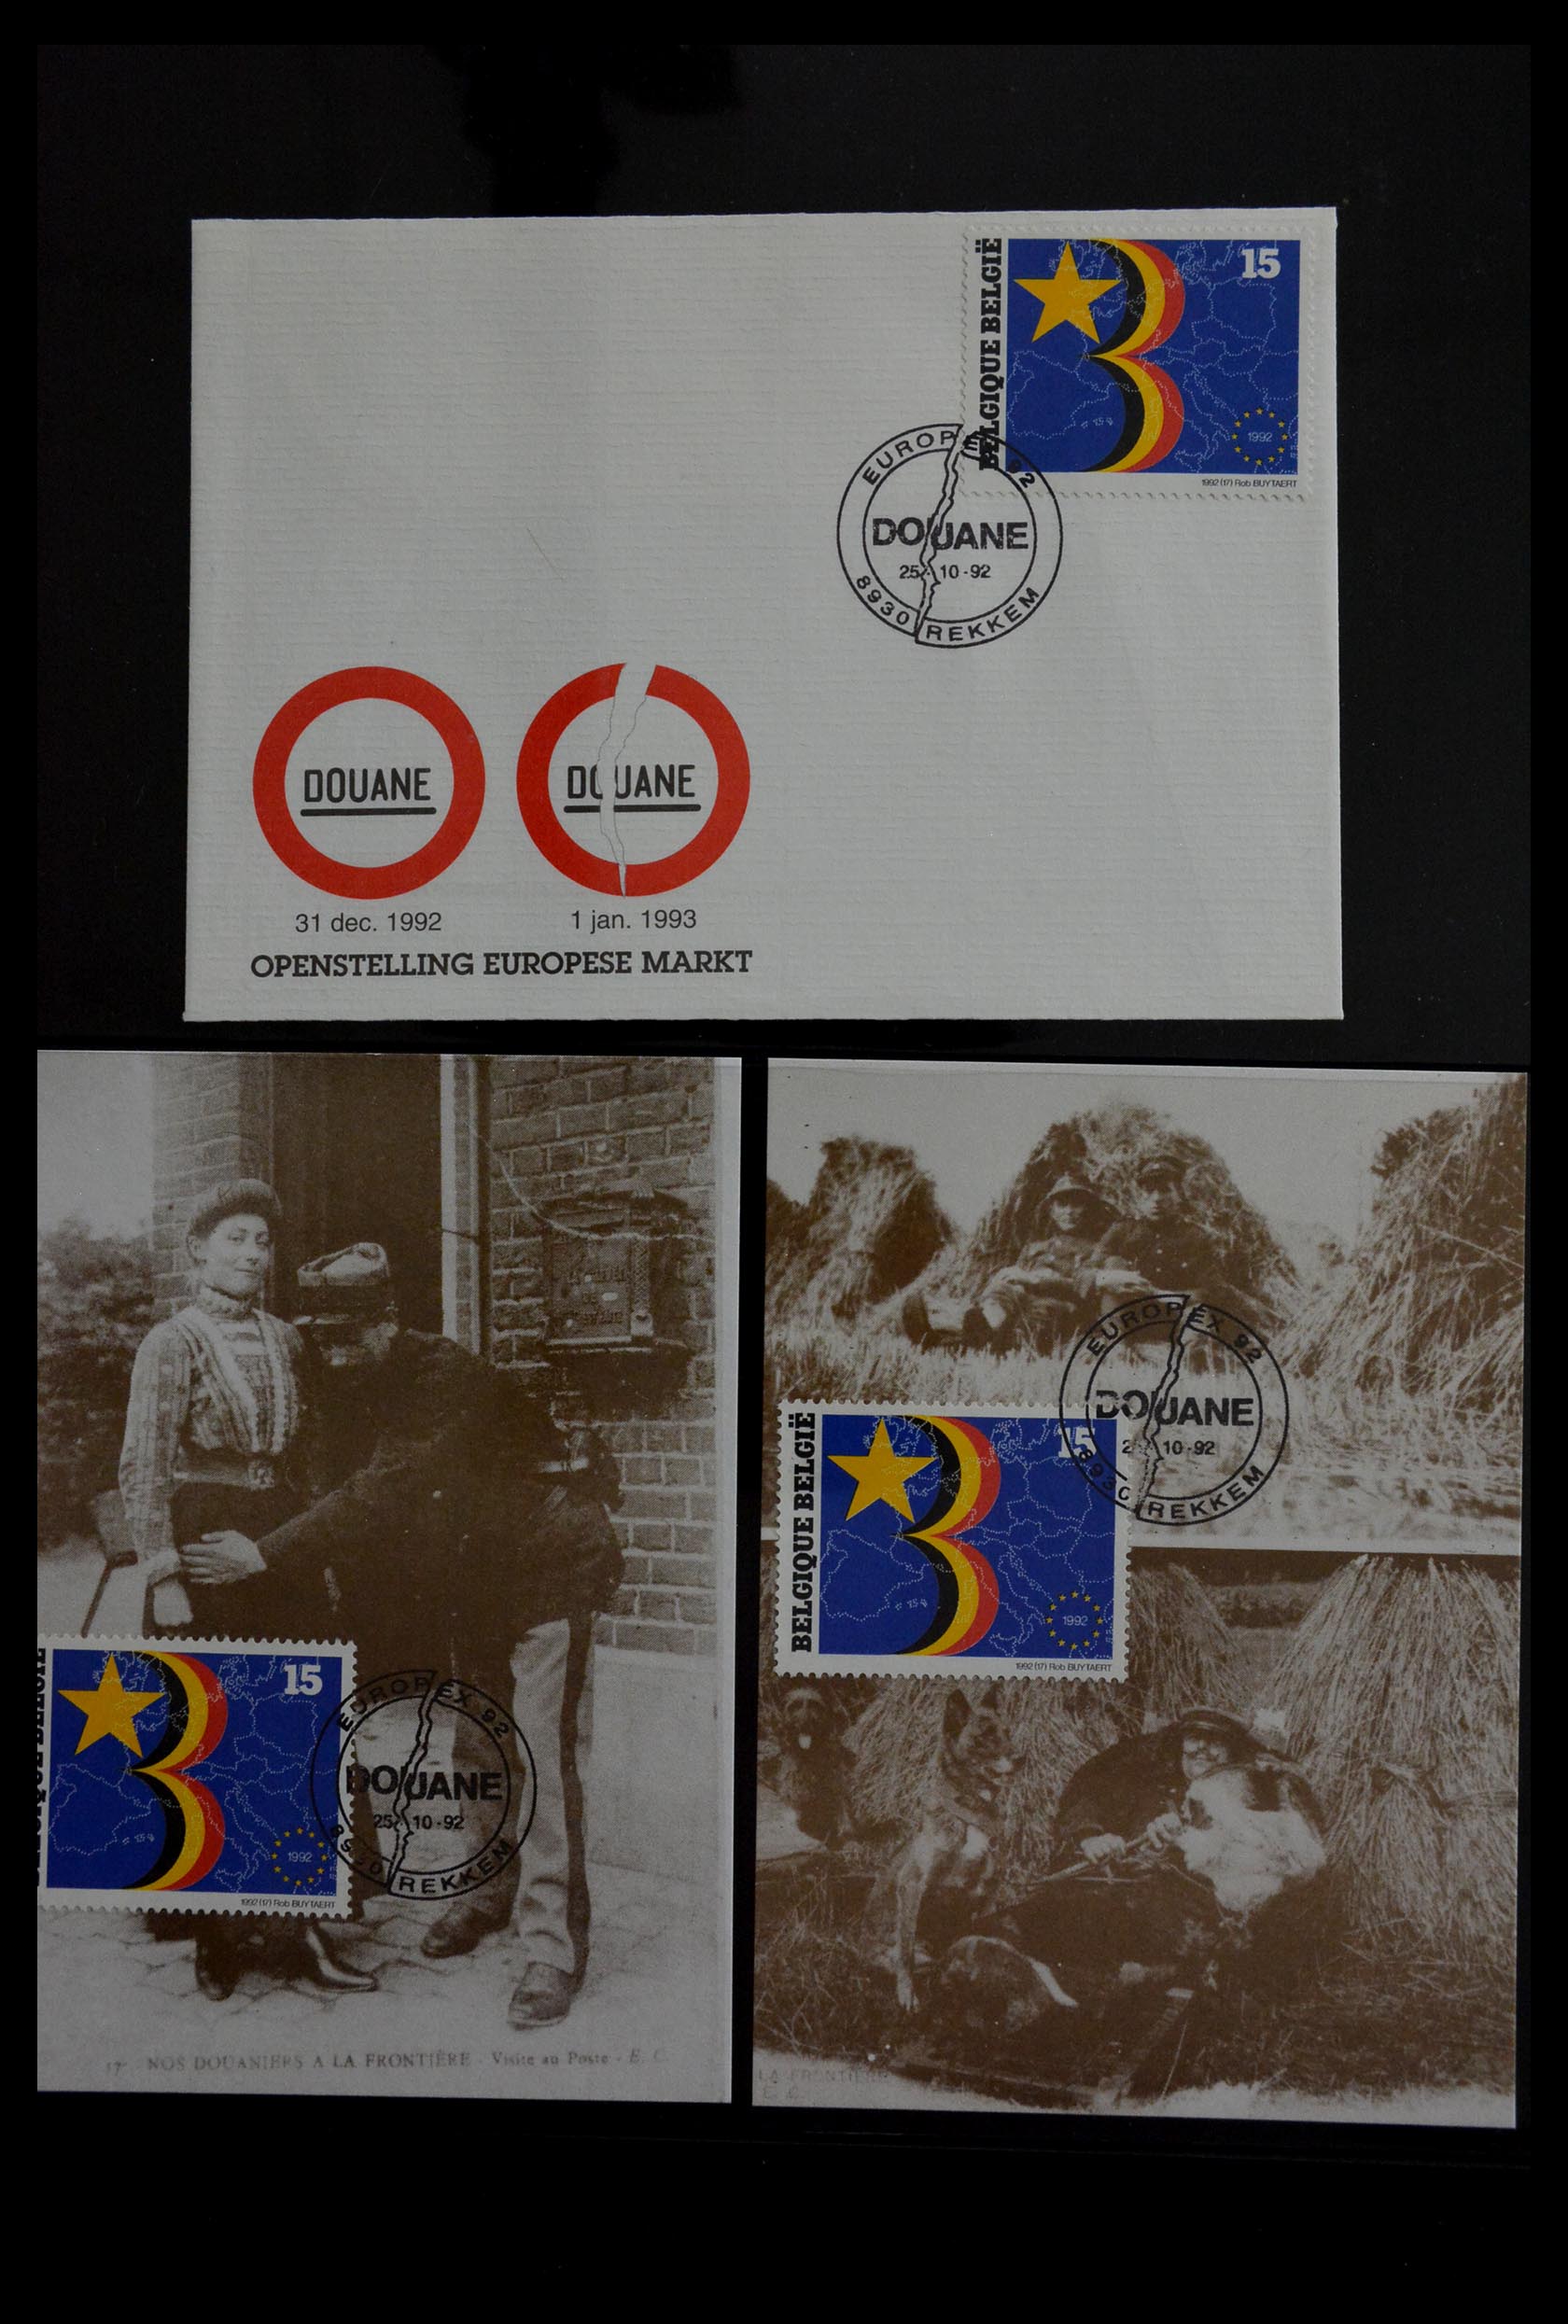 BELGIQUE BELGIË
15
1992
1992 (17) Rob BUYTAERT
EUROPEX 92
DOUANE
25-10-92
8930 REKKEM
DOUANE
DOUANE
31 dec. 1992
1 jan. 1993
OPENSTELLING EUROPESE MARKT
15
1992
1992 (17) Rob BUYTAERT
EUROPEX 92
DOUANE
25-10-92
REKKEM
17 NOS DOUANIERS A LA FRONTIÈRE - Visite au Poste - E. C.
BELGIQUE BELGIË
15
1992
1992 (17) Rob BUYTAERT
EUROPEX 92
DOUANE
10-92
8930 REKKEM
LA FRONTIÈRE